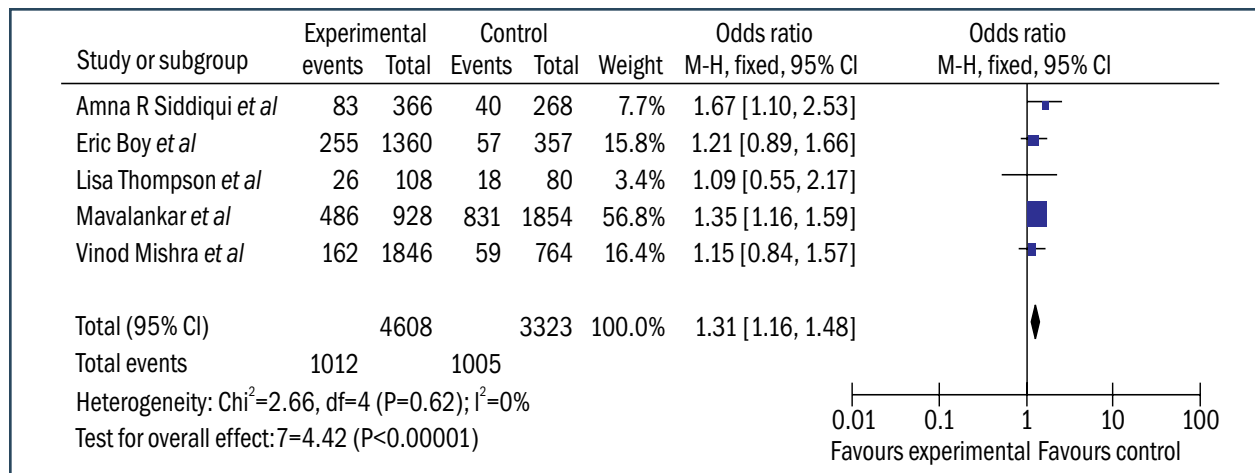 Experimental Control Odds ratio Odds ratio
Study or subgroup events Total Events Total Weight M-H, fixed, 95% CI M-H, fixed, 95% CI
Amna R Siddiqui et al 83 366 40 268 7.7% 1.67 [1.10, 2.53]
Eric Boy et al 255 1360 57 357 15.8% 1.21 [0.89, 1.66]
Lisa Thompson et al 26 108 18 80 3.4% 1.09 [0.55, 2.17]
Mavalankar et al 486 928 831 1854 56.8% 1.35 [1.16, 1.59]
Vinod Mishra et al 162 1846 59 764 16.4% 1.15 [0.84, 1.57]
Total (95% CI) 4608 3323 100.0% 1.31 [1.16, 1.48]
Total events 1012 1005
Heterogeneity: Chi²=2.66, df=4 (P=0.62); I²=0%
Test for overall effect:7=4.42 (P<0.00001)
0.01 0.1 1 10 100
Favours experimental Favours control